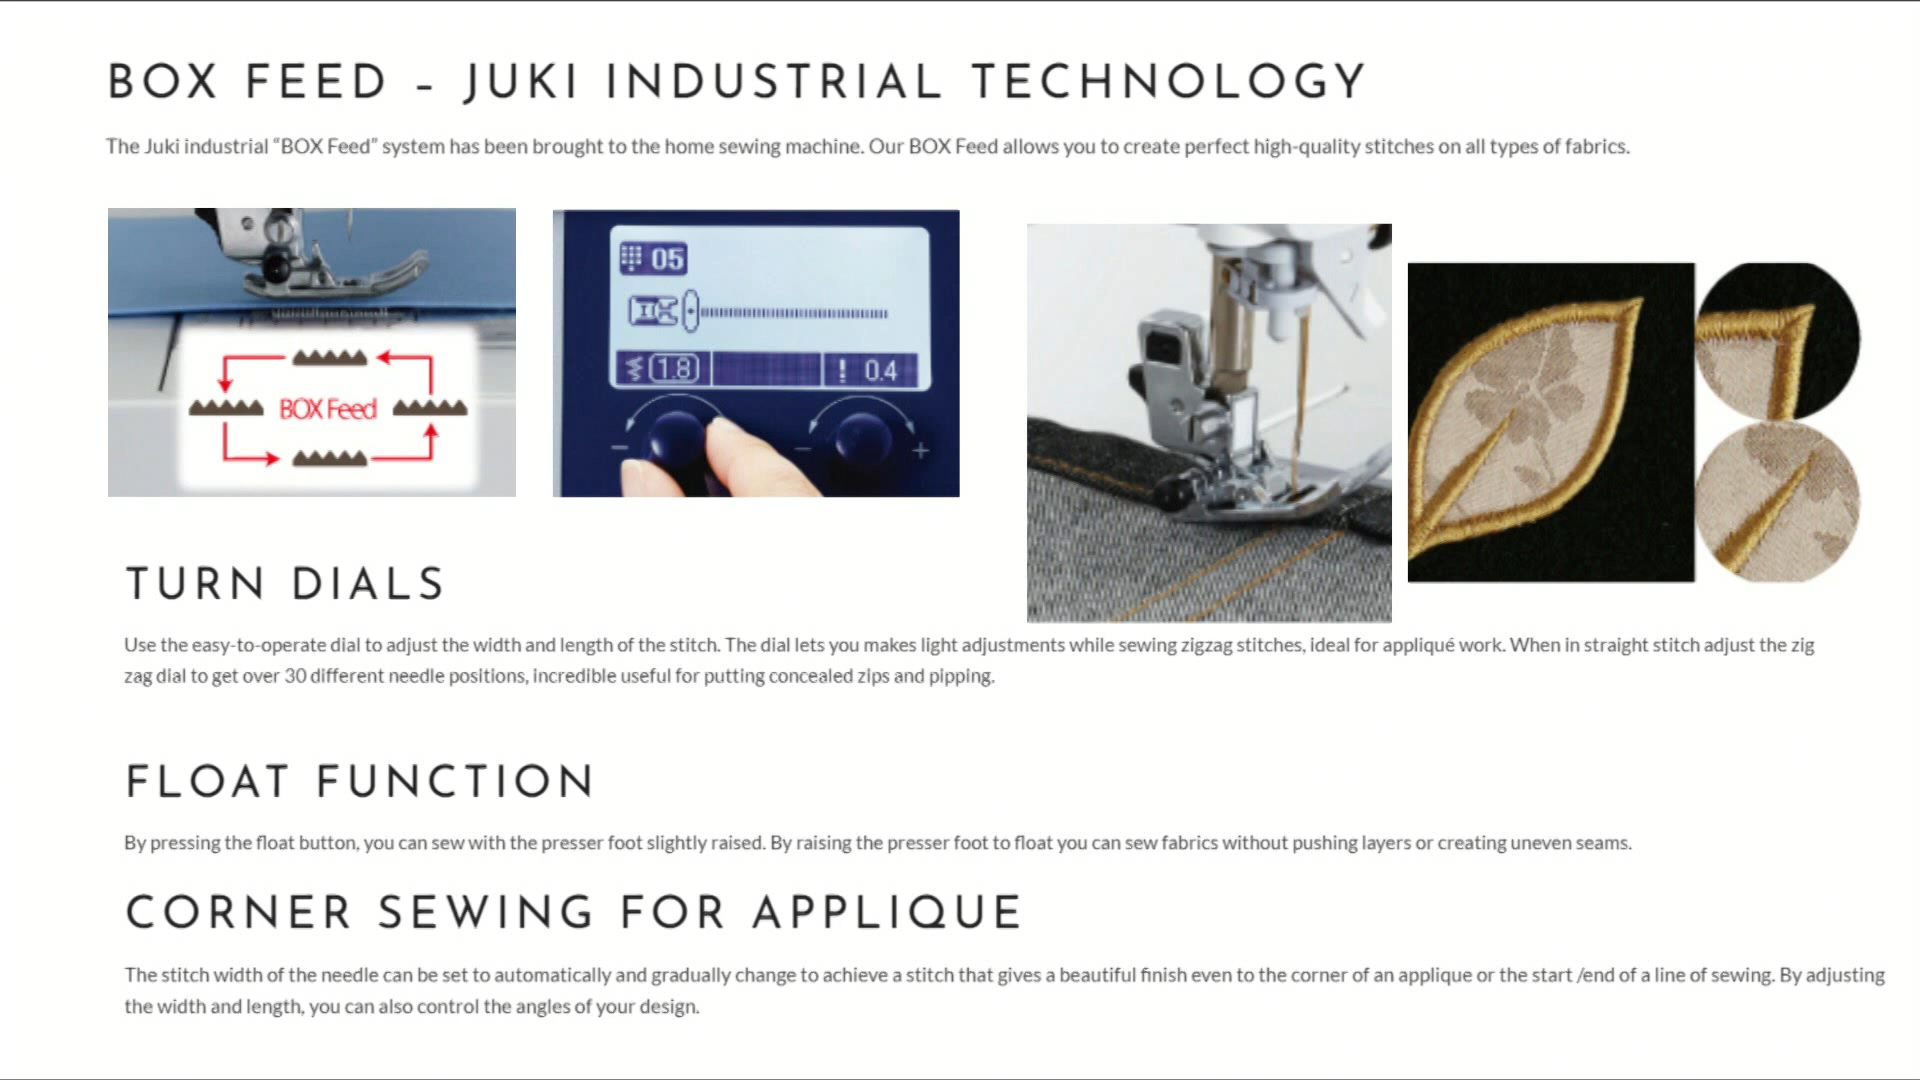 BOX FEED – JUKI INDUSTRIAL TECHNOLOGY
The Juki industrial “BOX Feed” system has been brought to the home sewing machine. Our BOX Feed allows you to create perfect high-quality stitches on all types of fabrics.
BOX Feed
05
1.8
0.4
– – +
TURN DIALS
Use the easy-to-operate dial to adjust the width and length of the stitch. The dial lets you makes light adjustments while sewing zigzag stitches, ideal for appliqué work. When in straight stitch adjust the zig
zag dial to get over 30 different needle positions, incredible useful for putting concealed zips and pipping.
FLOAT FUNCTION
By pressing the float button, you can sew with the presser foot slightly raised. By raising the presser foot to float you can sew fabrics without pushing layers or creating uneven seams.
CORNER SEWING FOR APPLIQUE
The stitch width of the needle can be set to automatically and gradually change to achieve a stitch that gives a beautiful finish even to the corner of an applique or the start /end of a line of sewing. By adjusting
the width and length, you can also control the angles of your design.